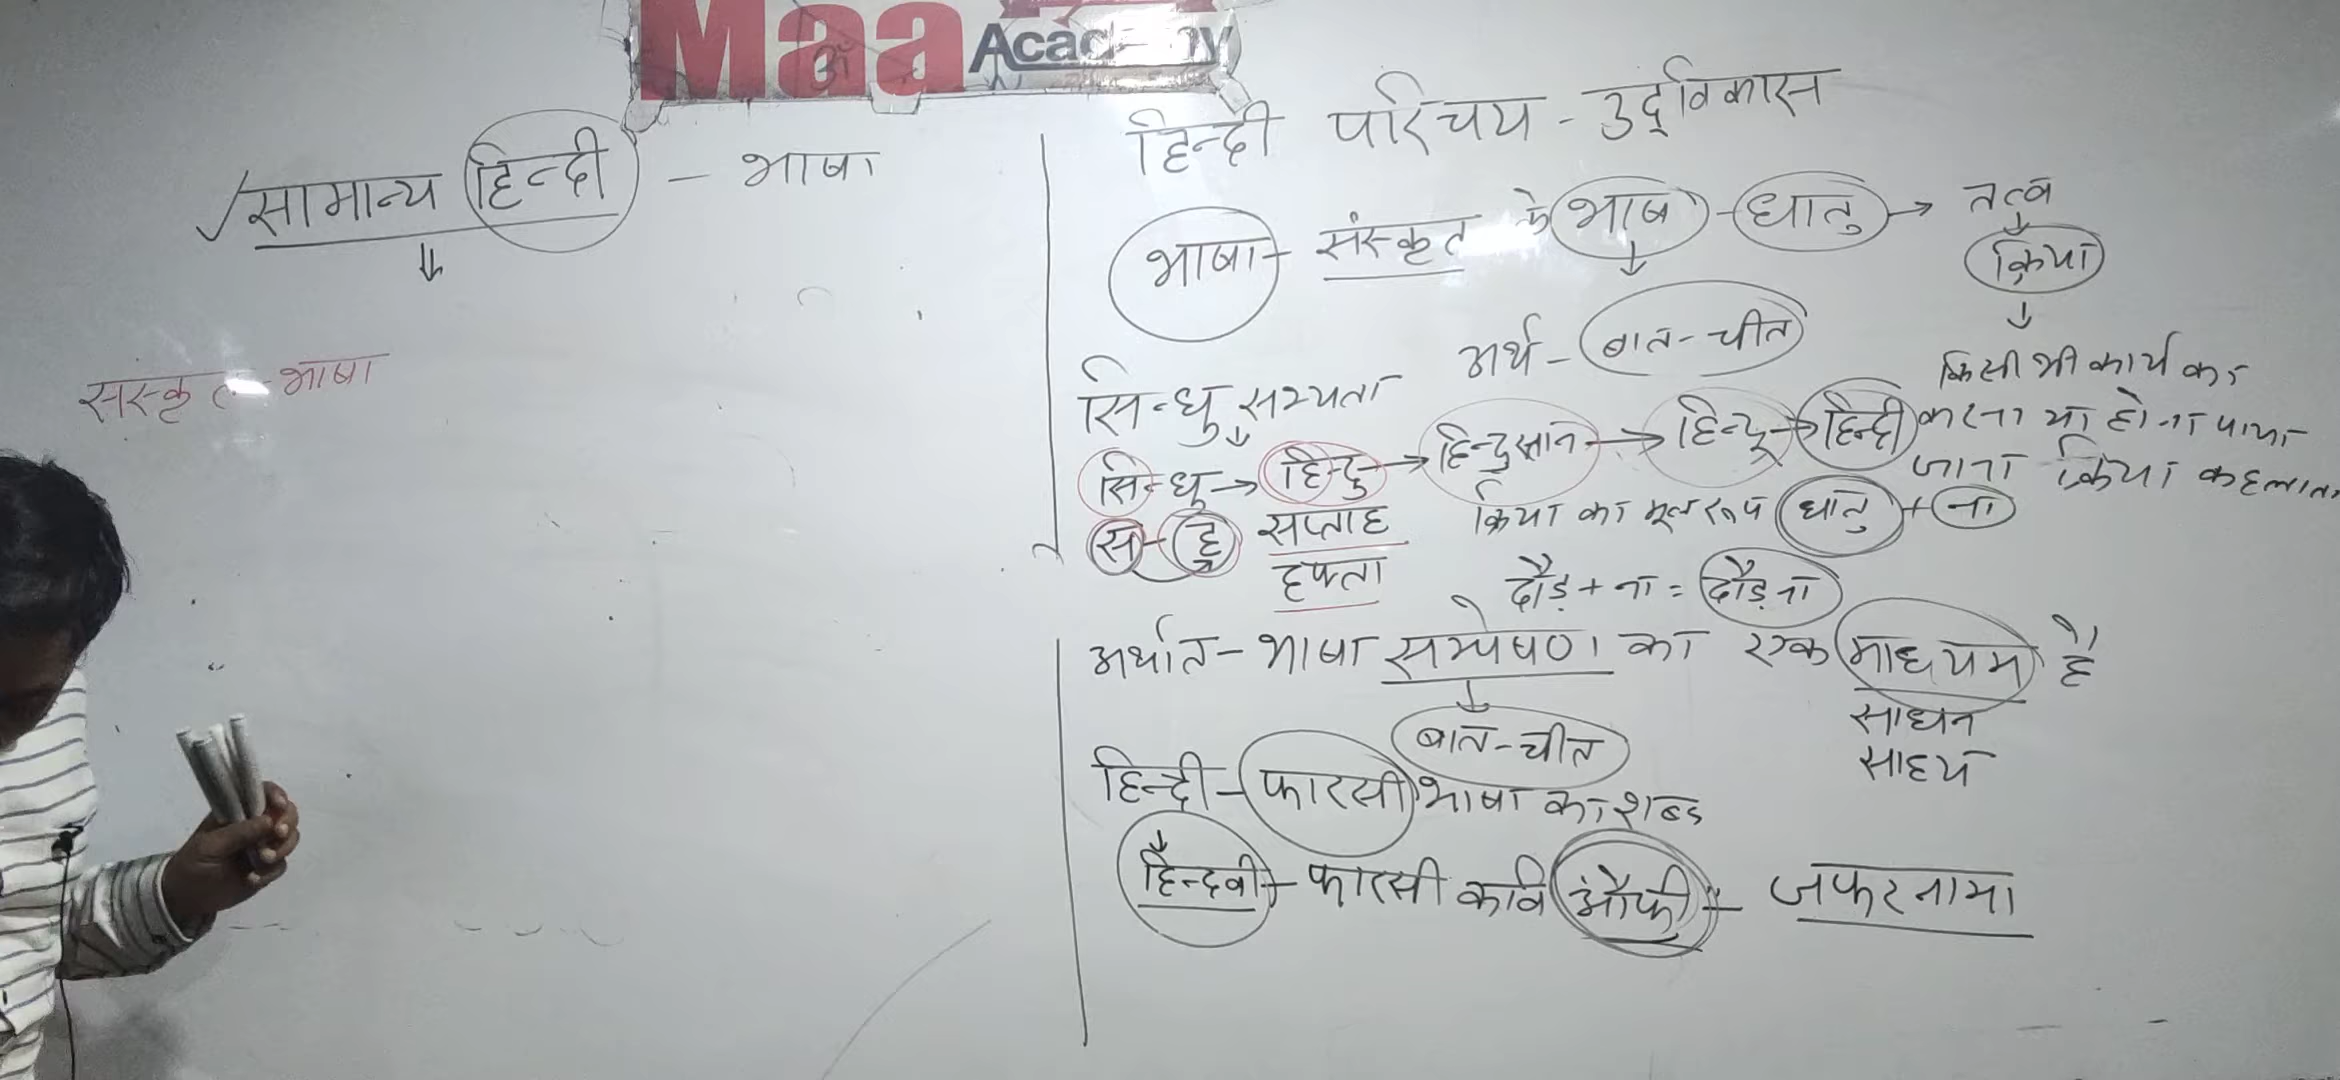 Maa Academy
ॐ
सामान्य हिन्दी - भाषा
संस्कृत - भाषा
हिन्दी परिचय - उद्विकास
भाषा - संस्कृत के भाष - धातु → तत्व
क्रिया
अर्थ - बात-चीत
किसी भी कार्य का
करना या होना पाया
जाना क्रिया कहलाता
सिन्धु सभ्यता
सिन्धु → हिन्दु → हिन्दुस्तान → हिन्दू → हिन्दी
स - ह सप्ताह
हफ्ता
क्रिया का मूल रूप धातु + ना
दौड़ + ना = दौड़ना
अर्थात - भाषा सम्प्रेषण का एक माध्यम है।
साधन
बात-चीत
हिन्दी - फारसी भाषा का शब्द
हिन्दवी - फारसी कवि औफी - जफरनामा